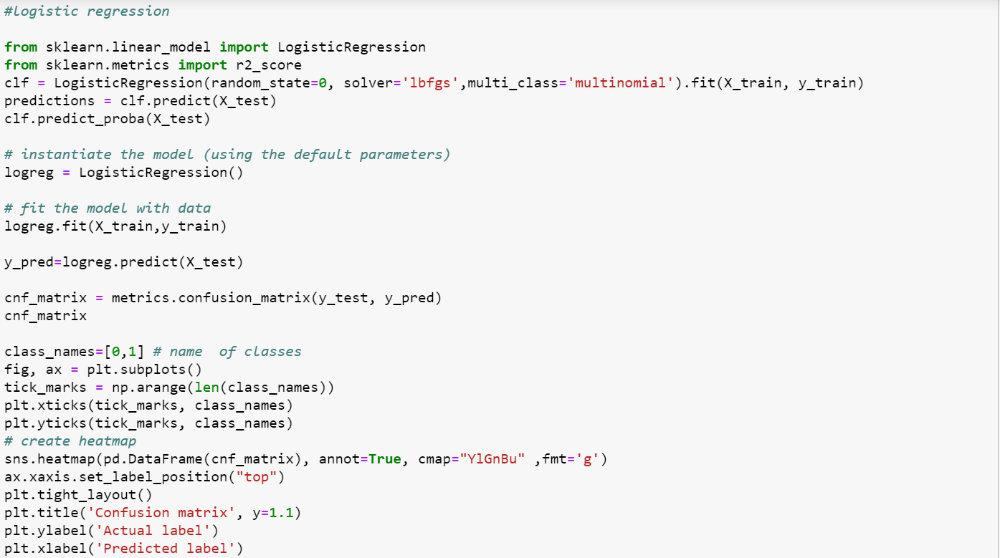 #logistic regression
from sklearn.linear_model import LogisticRegression
from sklearn.metrics import r2_score
clf = LogisticRegression(random_state=0, solver='lbfgs',multi_class='multinomial').fit(X_train, y_train)
predictions = clf.predict(X_test)
clf.predict_proba(X_test)
# instantiate the model (using the default parameters)
logreg = LogisticRegression()
# fit the model with data
logreg.fit(X_train,y_train)
y_pred=logreg.predict(X_test)
cnf_matrix = metrics.confusion_matrix(y_test, y_pred)
cnf_matrix
class_names=[0,1] # name  of classes
fig, ax = plt.subplots()
tick_marks = np.arange(len(class_names))
plt.xticks(tick_marks, class_names)
plt.yticks(tick_marks, class_names)
# create heatmap
sns.heatmap(pd.DataFrame(cnf_matrix), annot=True, cmap="YlGnBu" ,fmt='g')
ax.xaxis.set_label_position("top")
plt.tight_layout()
plt.title('Confusion matrix', y=1.1)
plt.ylabel('Actual label')
plt.xlabel('Predicted label')